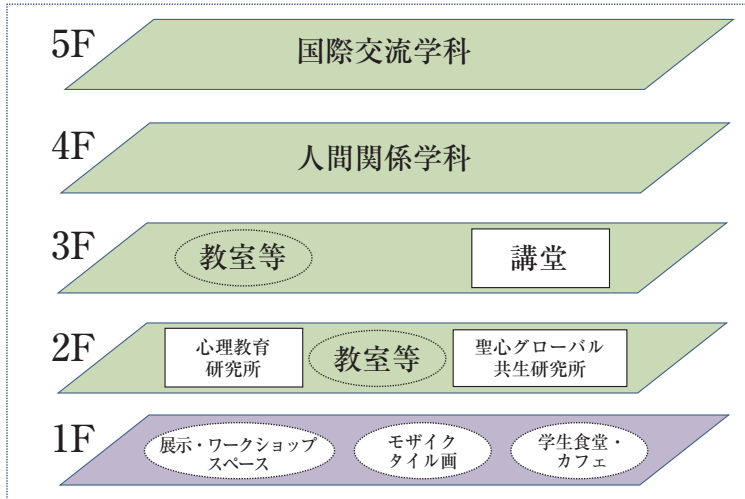 5F
国際交流学科
4F
人間関係学科
3F
教室等
講堂
2F
心理教育
研究所
教室等
聖心グローバル
共生研究所
1F
展示・ワークショップ
スペース
モザイク
タイル画
学生食堂・
カフェ